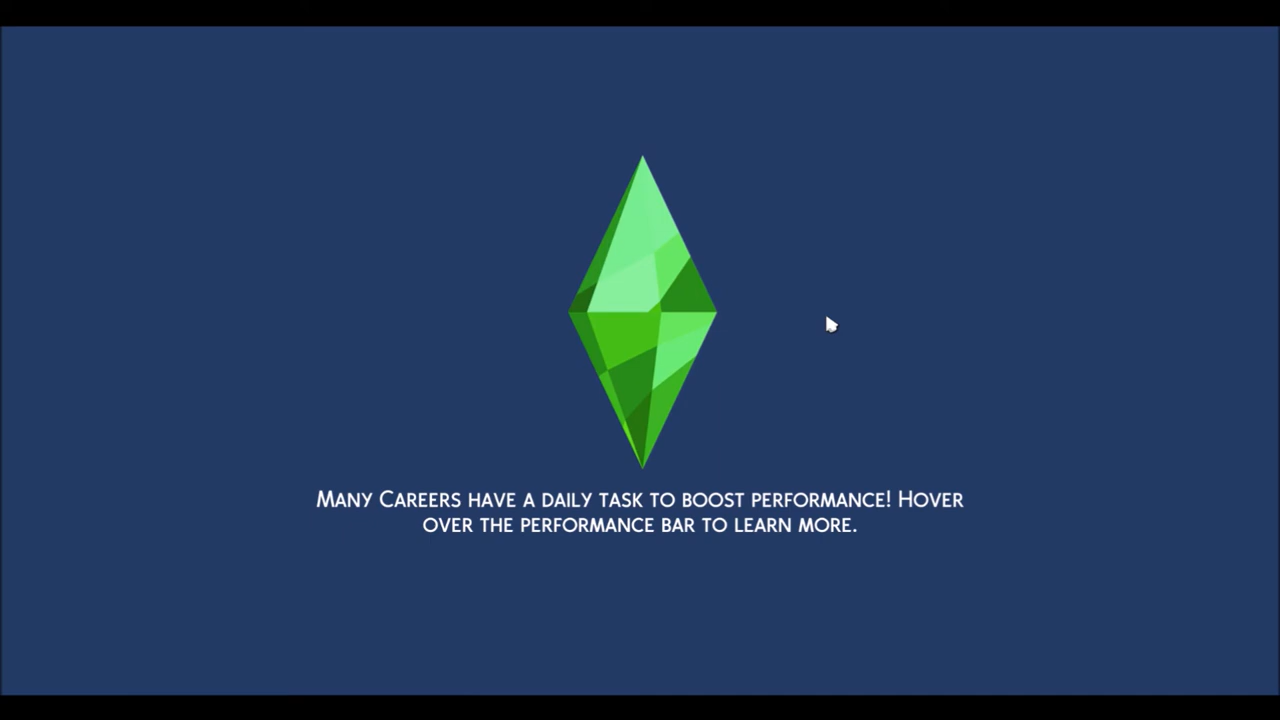 Many Careers have a daily task to boost performance! Hover
over the performance bar to learn more.